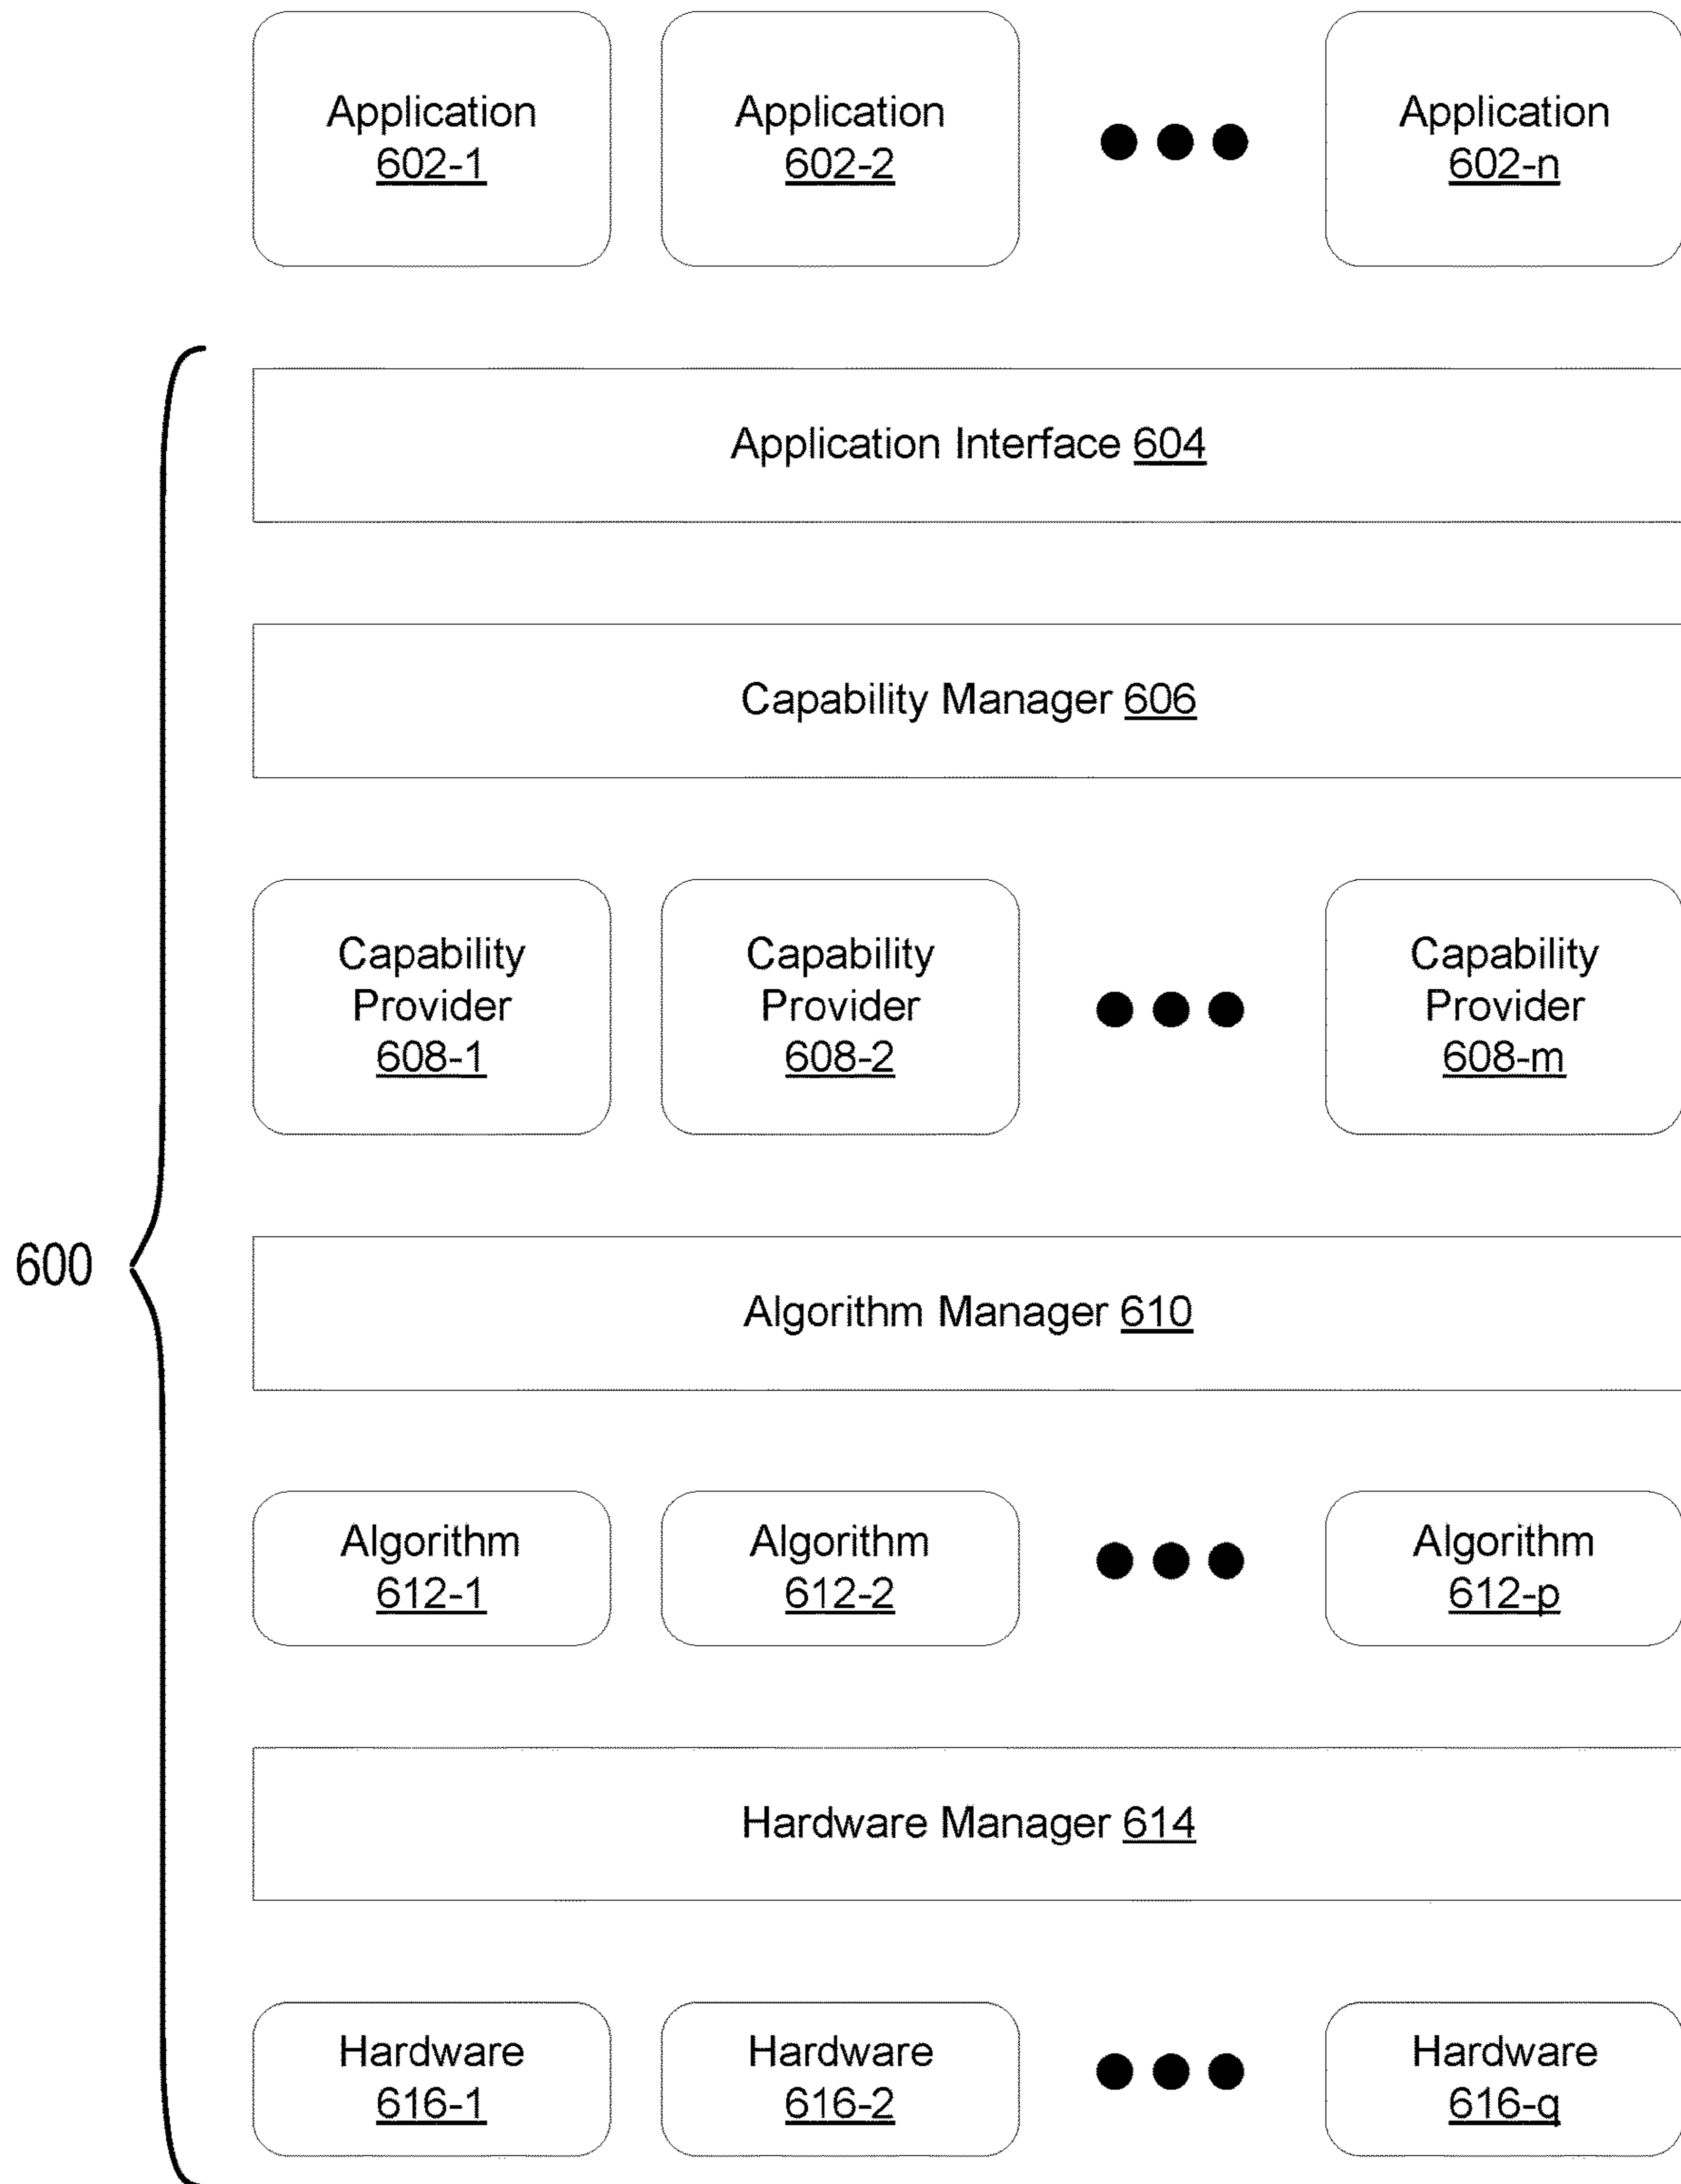 Application
602-1
Application
602-2
Application
602-n
Application Interface 604
Capability Manager 606
Capability
Provider
608-1
Capability
Provider
608-2
Capability
Provider
608-m
600
Algorithm Manager 610
Algorithm
612-1
Algorithm
612-2
Algorithm
612-p
Hardware Manager 614
Hardware
616-1
Hardware
616-2
Hardware
616-q